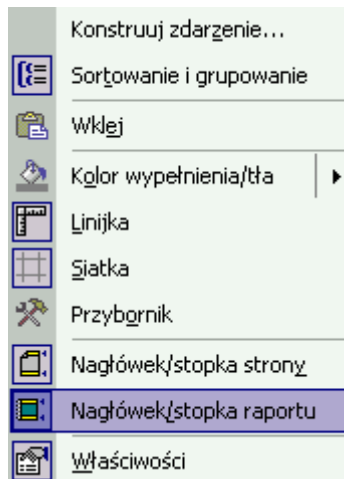 Konstruuj zdarzenie...
Sortowanie i grupowanie
Wklej
Kolor wypełnienia/tła
Linijka
Siatka
Przybornik
Nagłówek/stopka strony
Nagłówek/stopka raportu
Właściwości